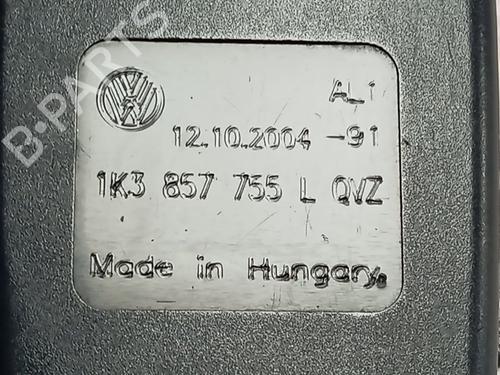 B-PARTS
AL1
12.10.2004 -91
1K3 857 755 L QVZ
Made in Hungary